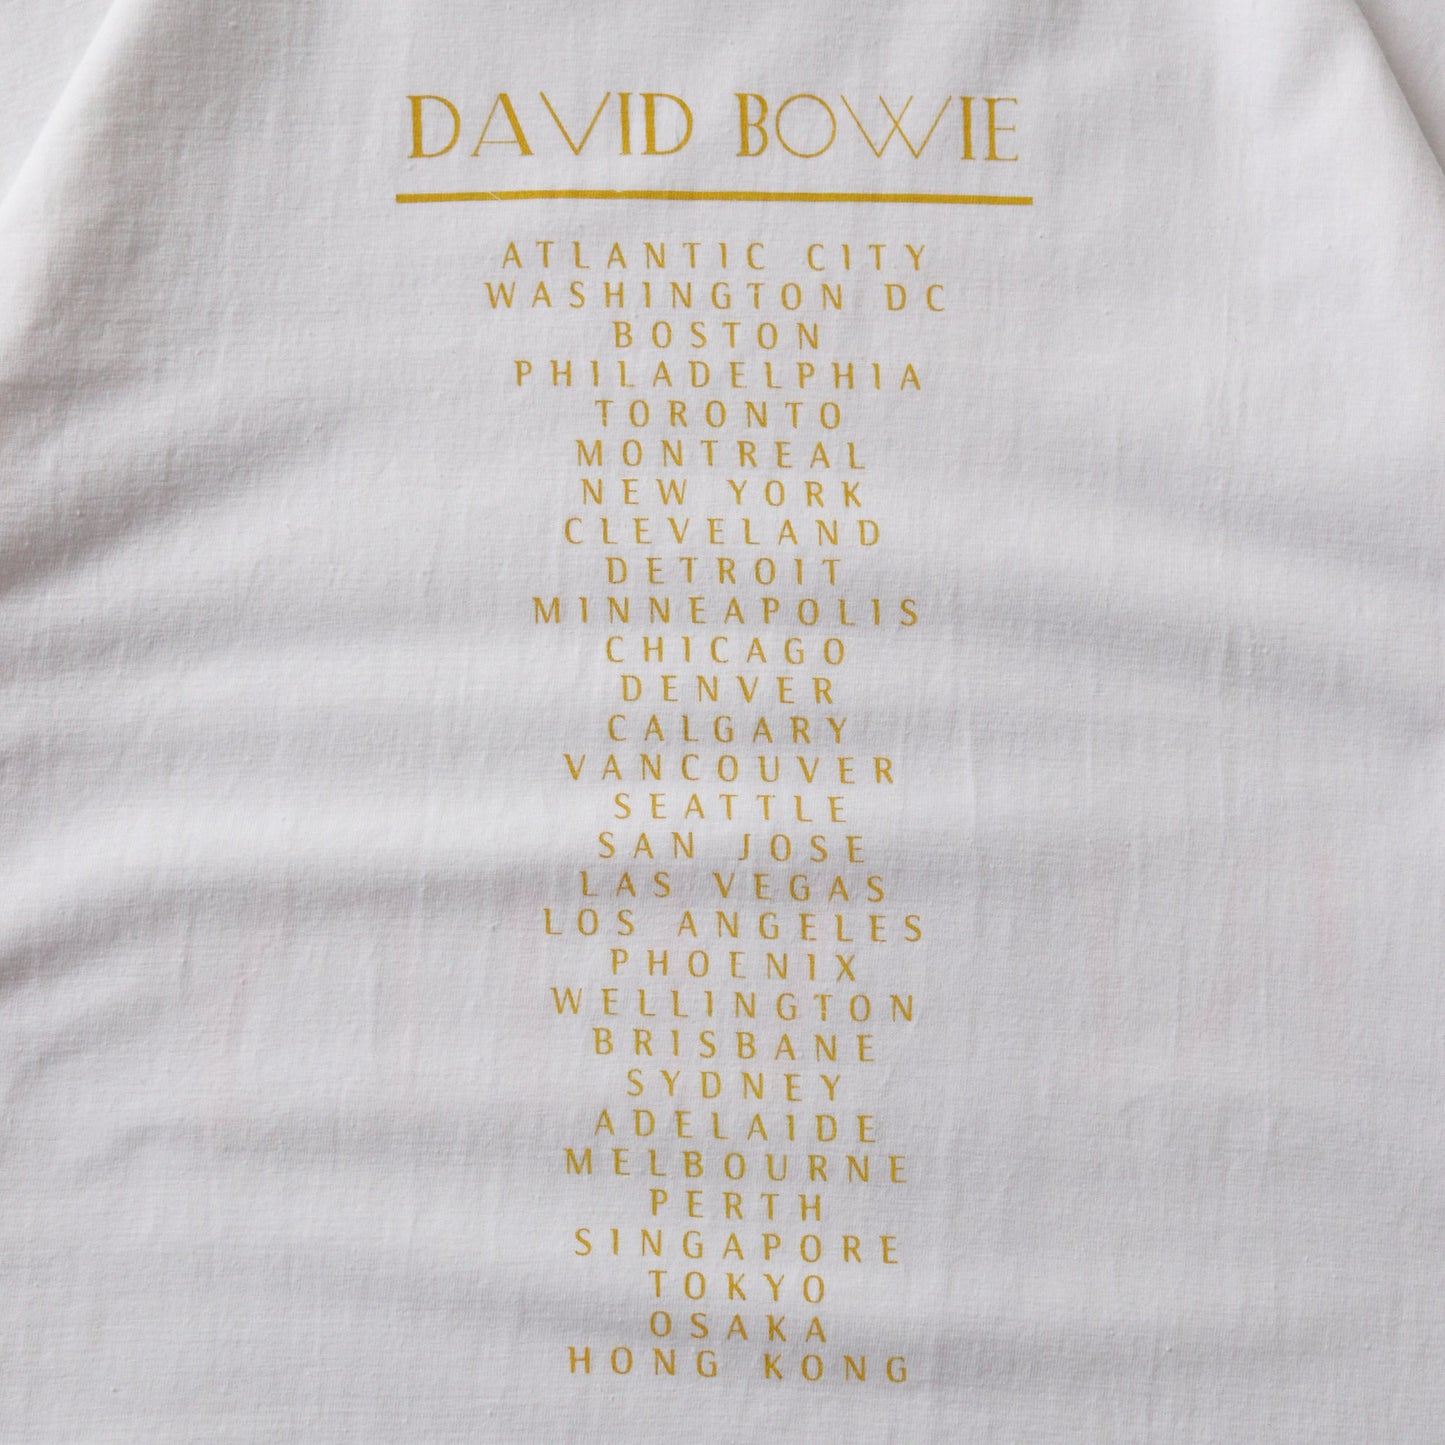 DAVID BOWIE
ATLANTIC CITY
WASHINGTON DC
BOSTON
PHILADELPHIA
TORONTO
MONTREAL
NEW YORK
CLEVELAND
DETROIT
MINNEAPOLIS
CHICAGO
DENVER
CALGARY
VANCOUVER
SEATTLE
SAN JOSE
LAS VEGAS
LOS ANGELES
PHOENIX
WELLINGTON
BRISBANE
SYDNEY
ADELAIDE
MELBOURNE
PERTH
SINGAPORE
TOKYO
OSAKA
HONG KONG